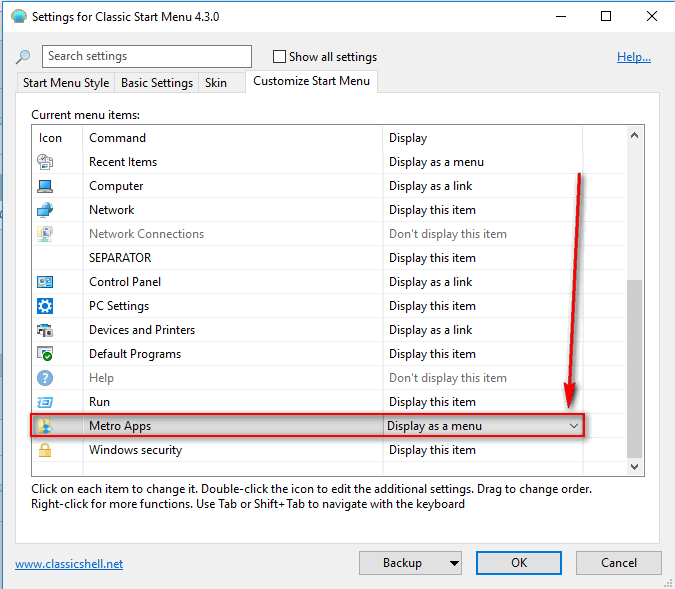 Settings for Classic Start Menu 4.3.0
Search settings
Show all settings
Help...
Start Menu Style Basic Settings Skin Customize Start Menu
Current menu items:
Icon Command Display
Recent Items Display as a menu
Computer Display as a link
Network Display this item
Network Connections Don't display this item
SEPARATOR Display this item
Control Panel Display as a link
PC Settings Display this item
Devices and Printers Display as a link
Default Programs Display this item
Help Don't display this item
Run Display this item
Metro Apps Display as a menu
Windows security Display this item
Click on each item to change it. Double-click the icon to edit the additional settings. Drag to change order.
Right-click for more functions. Use Tab or Shift+Tab to navigate with the keyboard
www.classicshell.net
Backup OK Cancel